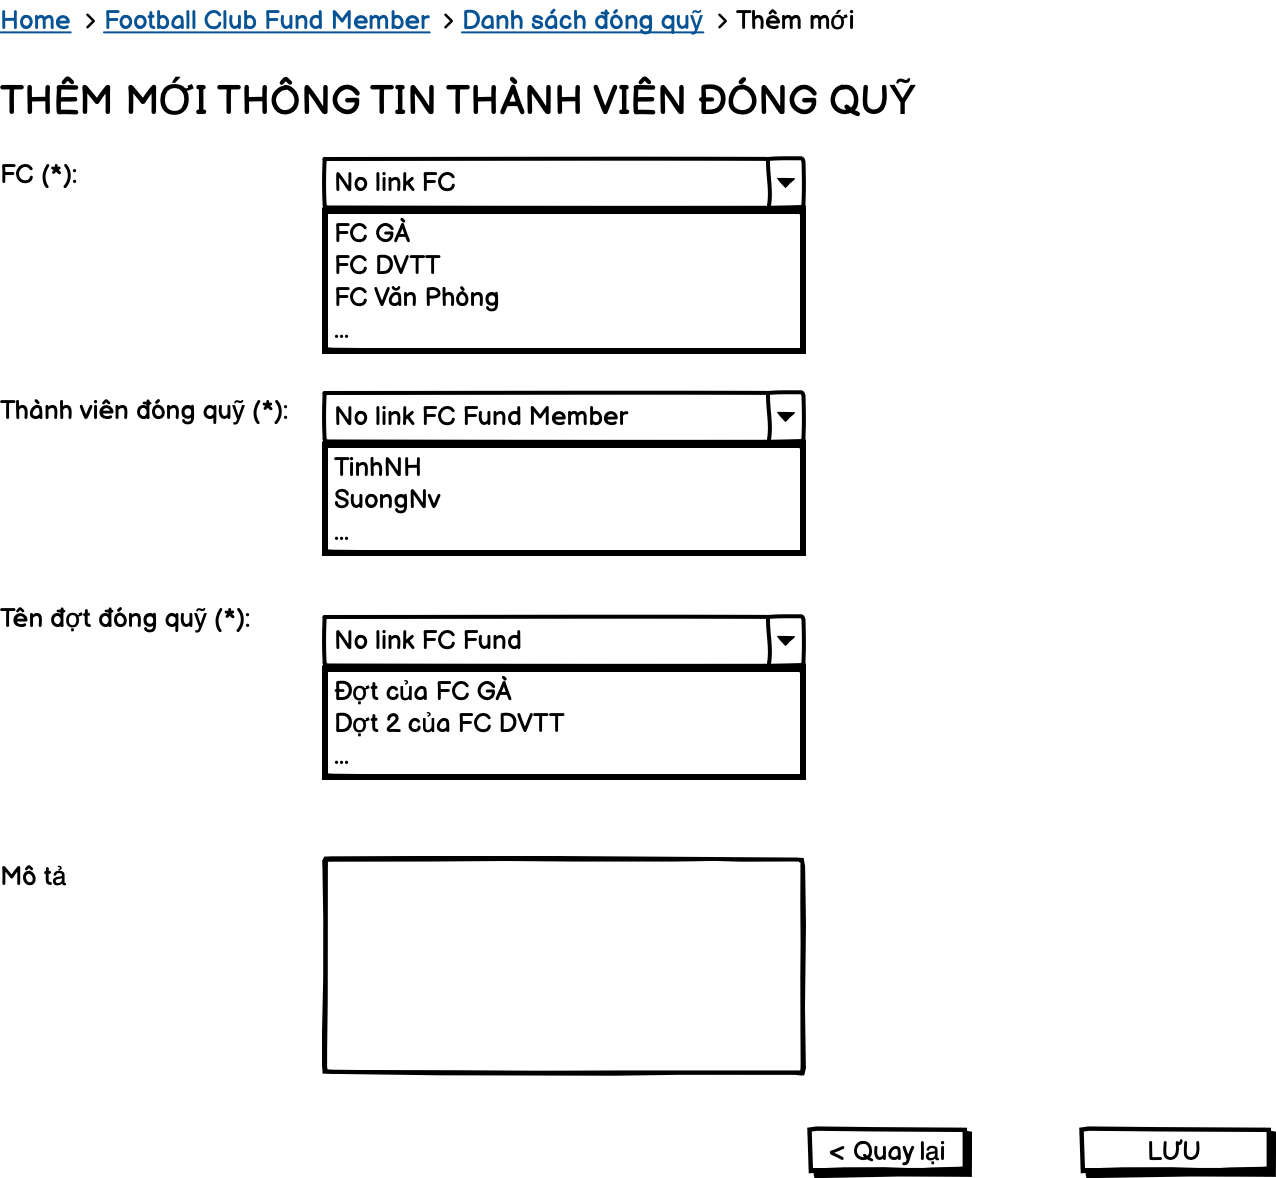 Home > Football Club Fund Member > Danh sách đóng quỹ > Thêm mới
THÊM MỚI THÔNG TIN THÀNH VIÊN ĐÓNG QUỸ
FC (*):
No link FC
FC GÀ
FC DVTT
FC Văn Phòng
...
Thành viên đóng quỹ (*):
No link FC Fund Member
TinhNH
SuongNv
...
Tên đợt đóng quỹ (*):
No link FC Fund
Đợt của FC GÀ
Dợt 2 của FC DVTT
...
Mô tả
< Quay lại
LƯU